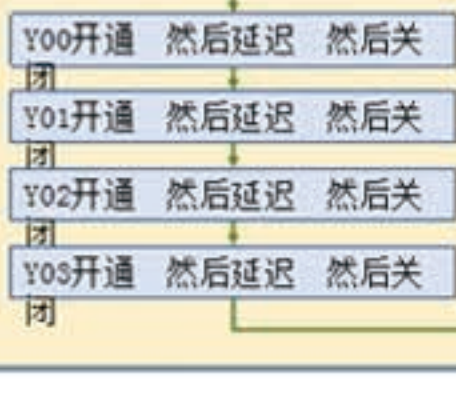 Y00开通 然后延迟 然后关
闭
Y01开通 然后延迟 然后关
闭
Y02开通 然后延迟 然后关
闭
Y03开通 然后延迟 然后关
闭